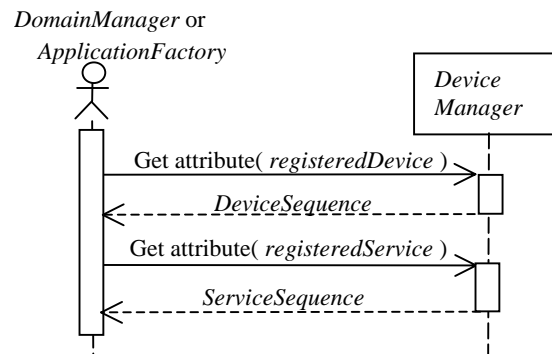 DomainManager or
ApplicationFactory
Device
Manager
Get attribute( registeredDevice )
DeviceSequence
Get attribute( registeredService )
ServiceSequence